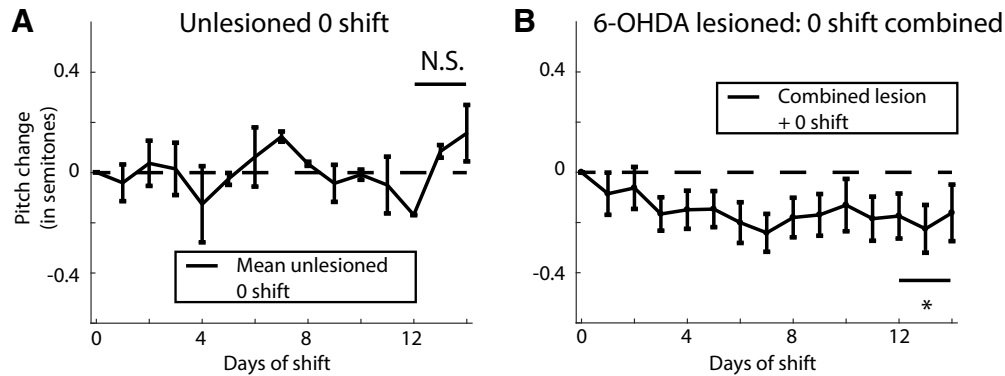 A
Unlesioned 0 shift
0.4
0
-0.4
Pitch change
(in semitones)
N.S.
Mean unlesioned
0 shift
0 4 8 12
Days of shift
B
6-OHDA lesioned: 0 shift combined
0.4
0
-0.4
Combined lesion
+ 0 shift
*
0 4 8 12
Days of shift